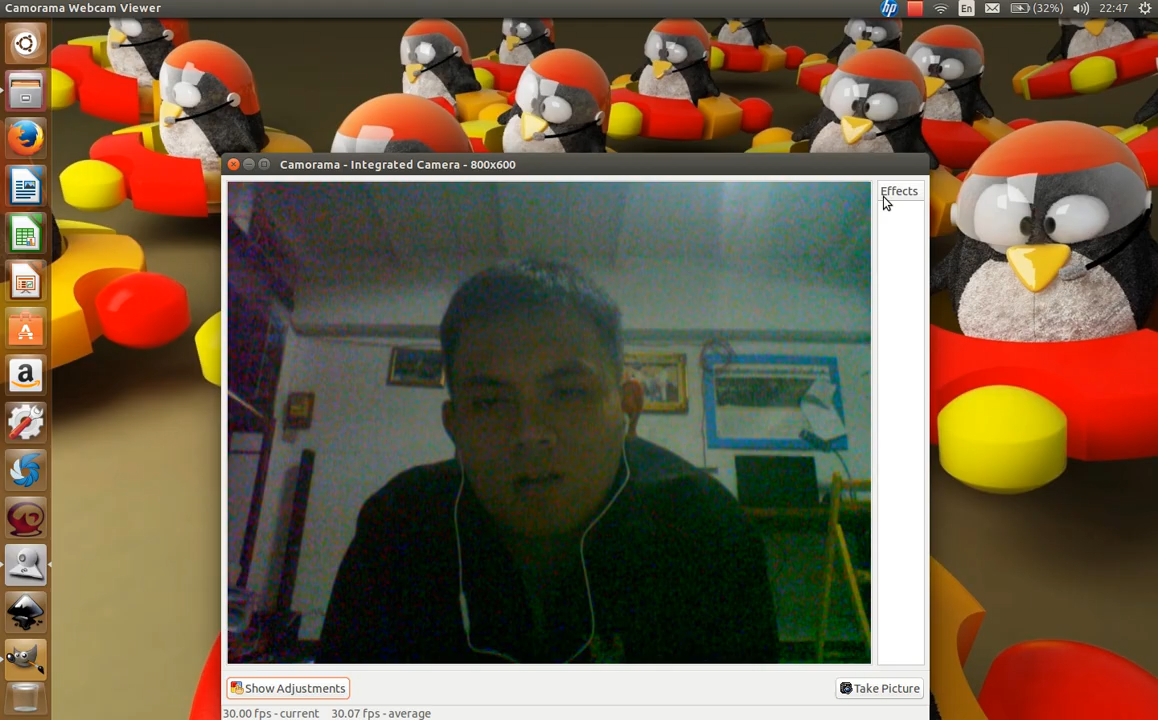 Camorama Webcam Viewer
hp En (32%) 22:47
Camorama - Integrated Camera - 800x600
Effects
a
Show Adjustments Take Picture
30.00 fps - current 30.07 fps - average